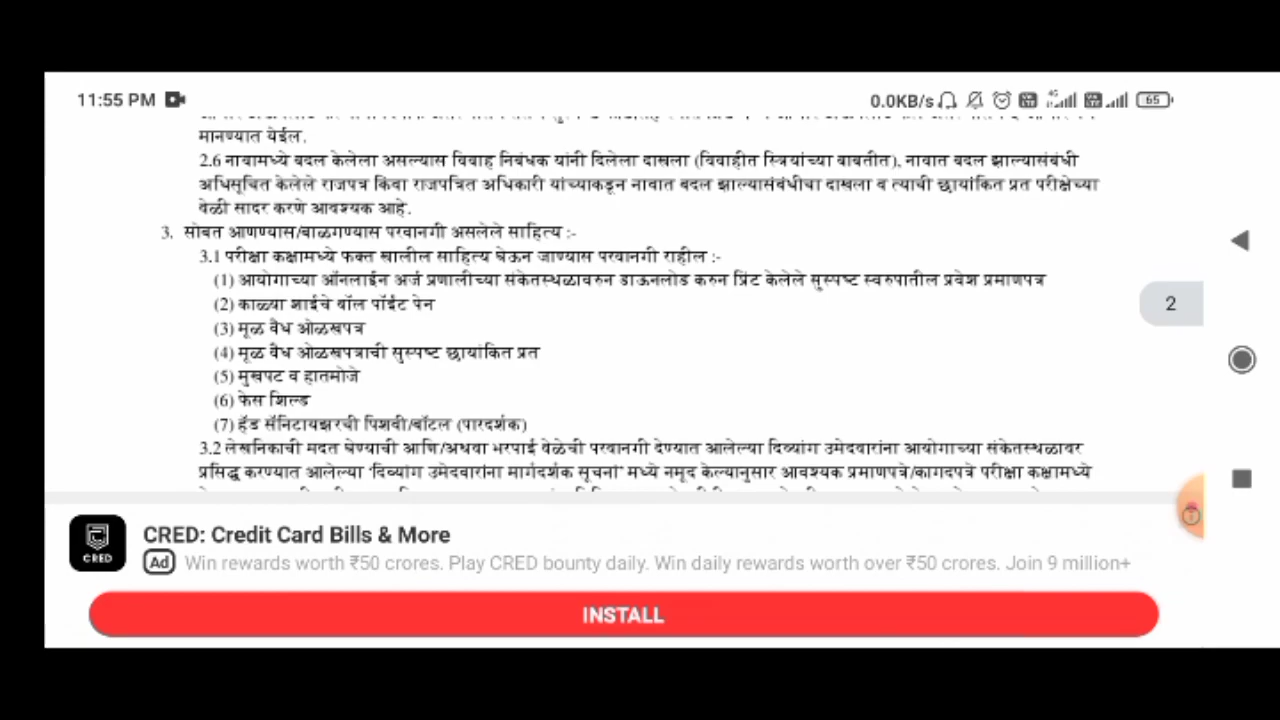 11:55 PM
0.0KB/s 4G 65
मानण्यात येईल.
2.6 नावामध्ये बदल केलेला असल्यास विवाह निबंधक यांनी दिलेला दाखला (विवाहीत स्त्रियांच्या बाबतीत), नावात बदल झाल्यासंबंधी
अधिसूचित केलेले राजपत्र किंवा राजपत्रित अधिकारी यांच्याकडून नावात बदल झाल्यासंबंधीचा दाखला व त्याची छायांकित प्रत परीक्षेच्या
वेळी सादर करणे आवश्यक आहे.
3. सोबत आणण्यास/बाळगण्यास परवानगी असलेले साहित्य :-
3.1 परीक्षा कक्षामध्ये फक्त खालील साहित्य घेऊन जाण्यास परवानगी राहील :-
(1) आयोगाच्या ऑनलाईन अर्ज प्रणालीच्या संकेतस्थळावरुन डाऊनलोड करुन प्रिंट केलेले सुस्पष्ट स्वरुपातील प्रवेश प्रमाणपत्र
(2) काळ्या शाईचे बॉल पॉईंट पेन
2
(3) मूळ वैध ओळखपत्र
(4) मूळ वैध ओळखपत्राची सुस्पष्ट छायांकित प्रत
(5) मुखपट व हातमोजे
(6) फेस शिल्ड
(7) हॅड सॅनिटायझरची पिशवी/बॉटल (पारदर्शक)
3.2 लेखनिकाची मदत घेण्याची आणि/अथवा भरपाई वेळेची परवानगी देण्यात आलेल्या दिव्यांग उमेदवारांना आयोगाच्या संकेतस्थळावर
प्रसिद्ध करण्यात आलेल्या 'दिव्यांग उमेदवारांना मार्गदर्शक सूचनां' मध्ये नमूद केल्यानुसार आवश्यक प्रमाणपत्रे/कागदपत्रे परीक्षा कक्षामध्ये
CRED
CRED: Credit Card Bills & More
Ad Win rewards worth ₹50 crores. Play CRED bounty daily. Win daily rewards worth over ₹50 crores. Join 9 million+
INSTALL